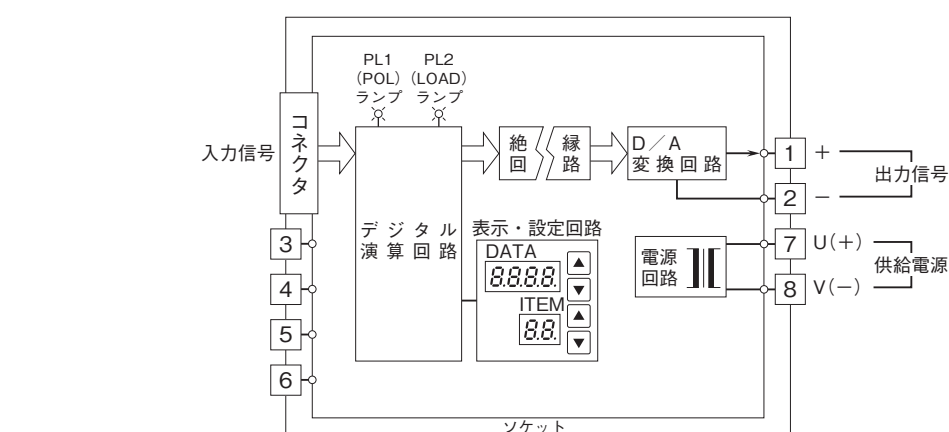 PL1
(POL)
ランプ
PL2
(LOAD)
ランプ
入力信号
コネクタ
絶 縁
回 路
D/A
変換回路
1 +
出力信号
2 −
デジタル
演算回路
表示・設定回路
DATA
8.8.8.8.
ITEM
8.8.
電源
回路
7 U(+)
供給電源
8 V(−)
3
4
5
6
ソケット